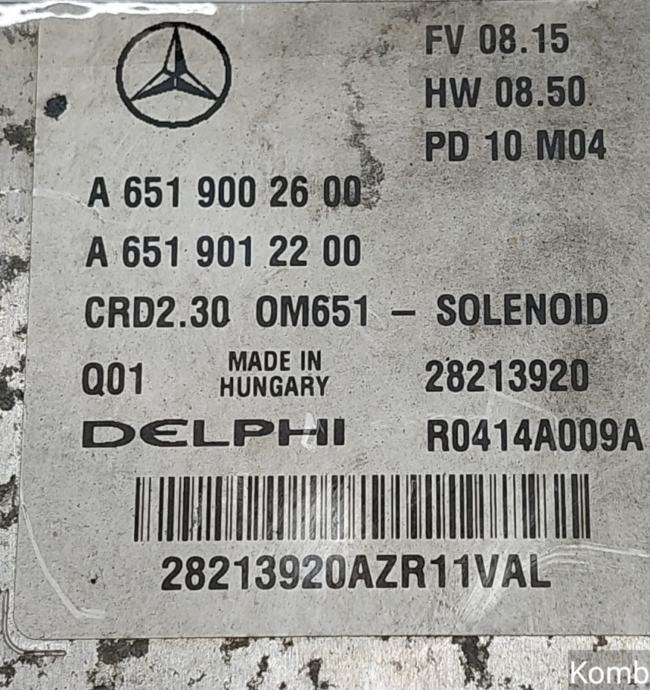 FV 08.15
HW 08.50
PD 10 M04
A 651 900 26 00
A 651 901 22 00
CRD2.30 OM651 – SOLENOID
Q01 MADE IN HUNGARY 28213920
DELPHI R0414A009A
28213920AZR11VAL
Komb